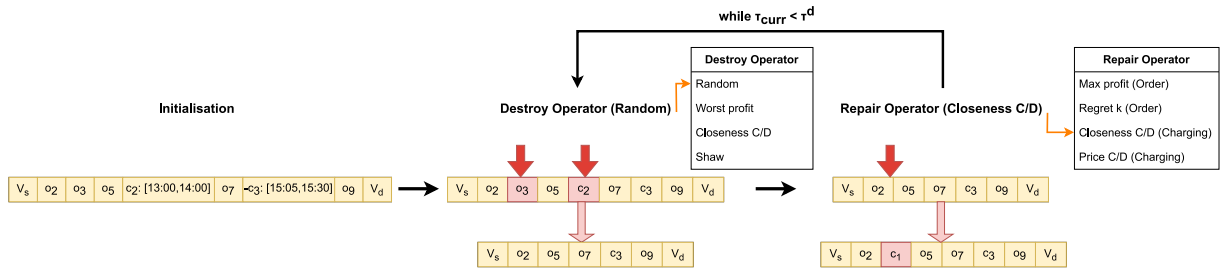 while τcurr < τd
Destroy Operator
Random
Worst profit
Closeness C/D
Shaw
Repair Operator
Max profit (Order)
Regret k (Order)
Closeness C/D (Charging)
Price C/D (Charging)
Initialisation
Destroy Operator (Random)
Repair Operator (Closeness C/D)
Vs o2 o3 o5 c2: [13:00,14:00] o7 -c3: [15:05,15:30] o9 Vd
Vs o2 o3 o5 c2 o7 c3 o9 Vd
Vs o2 o5 o7 c3 o9 Vd
Vs o2 o5 o7 c3 o9 Vd
Vs o2 c1 o5 o7 c3 o9 Vd